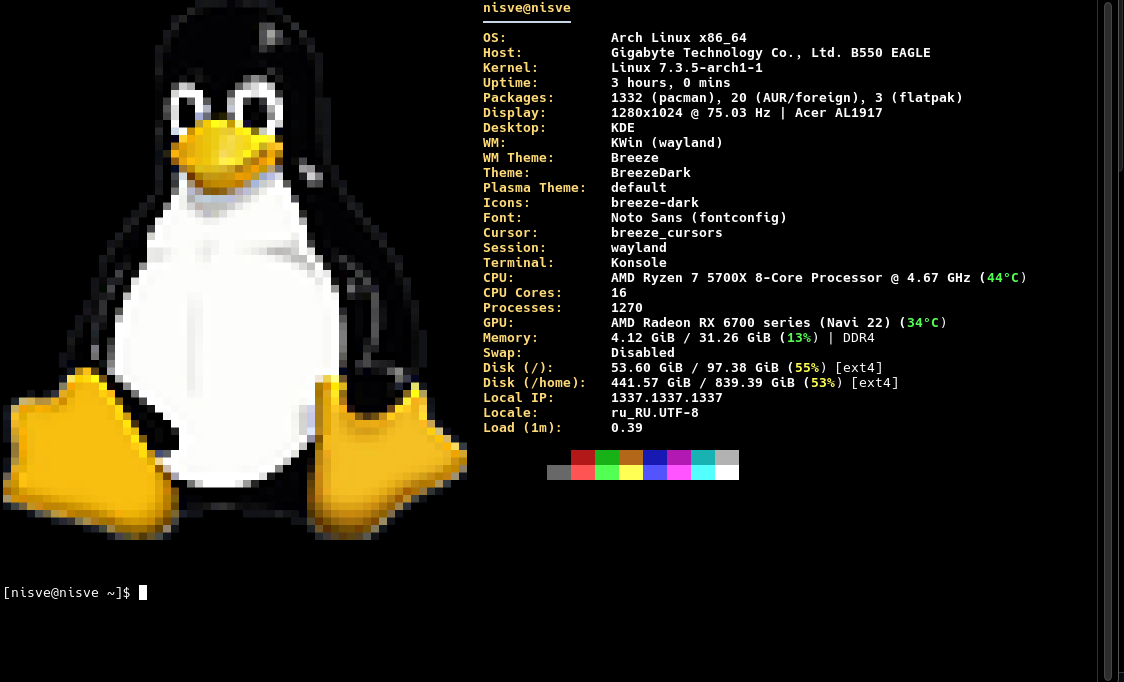 nisve@nisve
OS: Arch Linux x86_64
Host: Gigabyte Technology Co., Ltd. B550 EAGLE
Kernel: Linux 7.3.5-arch1-1
Uptime: 3 hours, 0 mins
Packages: 1332 (pacman), 20 (AUR/foreign), 3 (flatpak)
Display: 1280x1024 @ 75.03 Hz | Acer AL1917
Desktop: KDE
WM: KWin (wayland)
WM Theme: Breeze
Theme: BreezeDark
Plasma Theme: default
Icons: breeze-dark
Font: Noto Sans (fontconfig)
Cursor: breeze_cursors
Session: wayland
Terminal: Konsole
CPU: AMD Ryzen 7 5700X 8-Core Processor @ 4.67 GHz (44°C)
CPU Cores: 16
Processes: 1270
GPU: AMD Radeon RX 6700 series (Navi 22) (34°C)
Memory: 4.12 GiB / 31.26 GiB (13%) | DDR4
Swap: Disabled
Disk (/): 53.60 GiB / 97.38 GiB (55%) [ext4]
Disk (/home): 441.57 GiB / 839.39 GiB (53%) [ext4]
Local IP: 1337.1337.1337
Locale: ru_RU.UTF-8
Load (1m): 0.39
[nisve@nisve ~]$